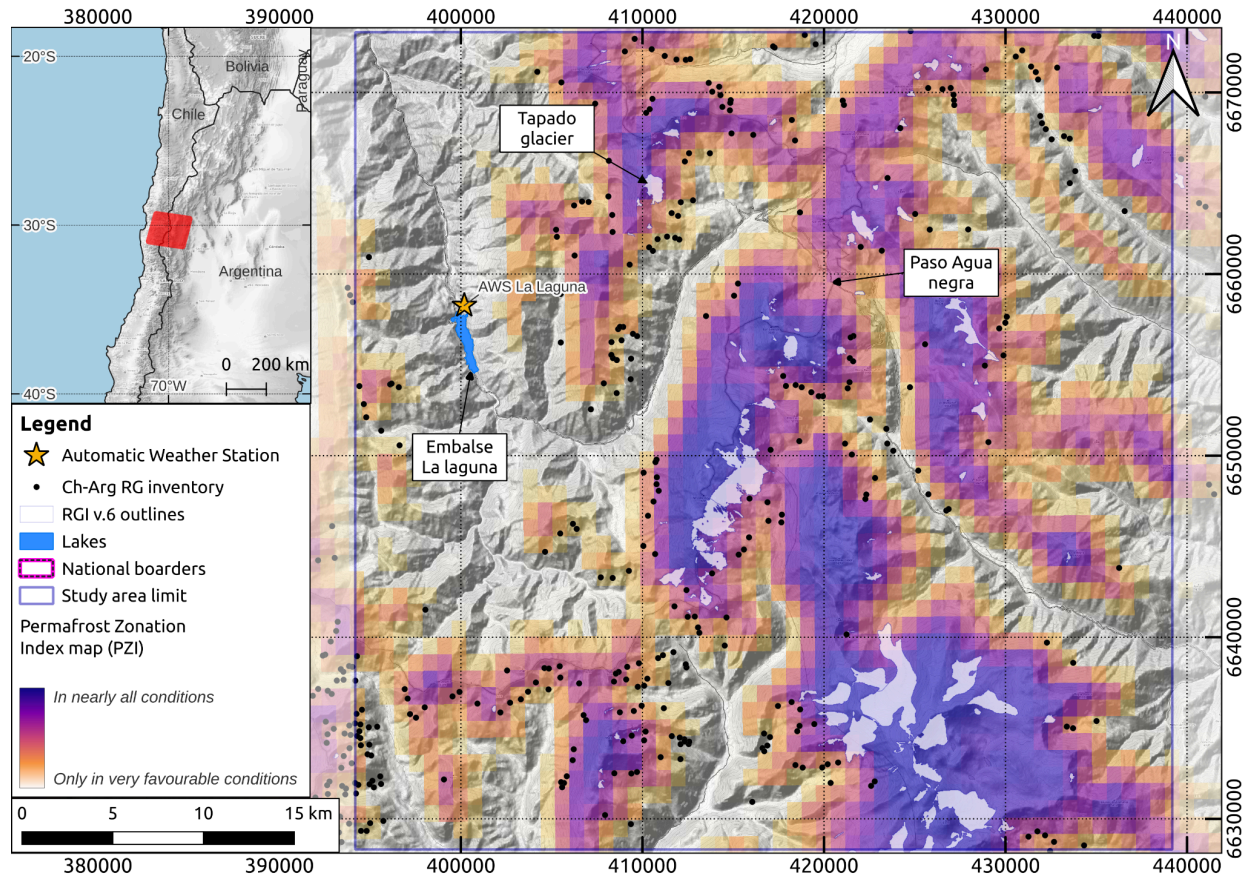 380000
390000
400000
410000
420000
430000
440000
20°S
Bolivia
Paraguay
Chile
30°S
Argentina
0 200 km
70°W
40°S
N
6670000
Tapado
glacier
6660000
Paso Agua
negra
AWS La Laguna
Embalse
La laguna
6650000
6640000
6630000
Legend
Automatic Weather Station
Ch-Arg RG inventory
RGI v.6 outlines
Lakes
National boarders
Study area limit
Permafrost Zonation
Index map (PZI)
In nearly all conditions
Only in very favourable conditions
0 5 10 15 km
380000
390000
400000
410000
420000
430000
440000